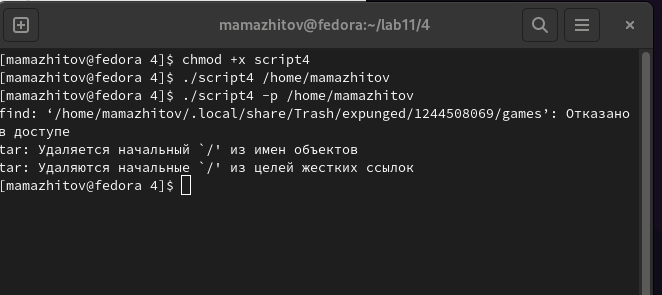 mamazhitov@fedora:~/lab11/4
[mamazhitov@fedora 4]$ chmod +x script4
[mamazhitov@fedora 4]$ ./script4 /home/mamazhitov
[mamazhitov@fedora 4]$ ./script4 -p /home/mamazhitov
find: ‘/home/mamazhitov/.local/share/Trash/expunged/1244508069/games’: Отказано
в доступе
tar: Удаляется начальный `/' из имен объектов
tar: Удаляются начальные `/' из целей жестких ссылок
[mamazhitov@fedora 4]$